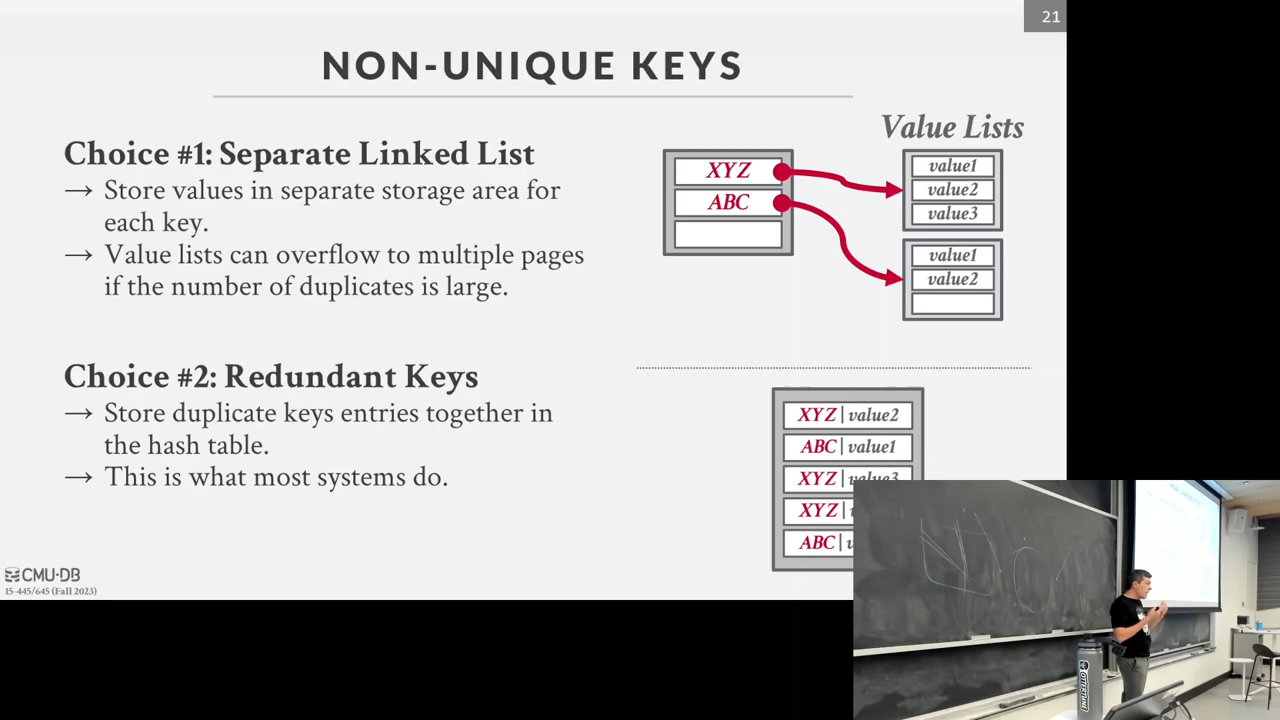 21
NON-UNIQUE KEYS
Choice #1: Separate Linked List
→ Store values in separate storage area for
each key.
→ Value lists can overflow to multiple pages
if the number of duplicates is large.
Value Lists
XYZ
ABC
value1
value2
value3
value1
value2
Choice #2: Redundant Keys
→ Store duplicate keys entries together in
the hash table.
→ This is what most systems do.
XYZ | value2
ABC | value1
XYZ | value3
XYZ |
ABC |
CMU·DB
15-445/645 (Fall 2023)